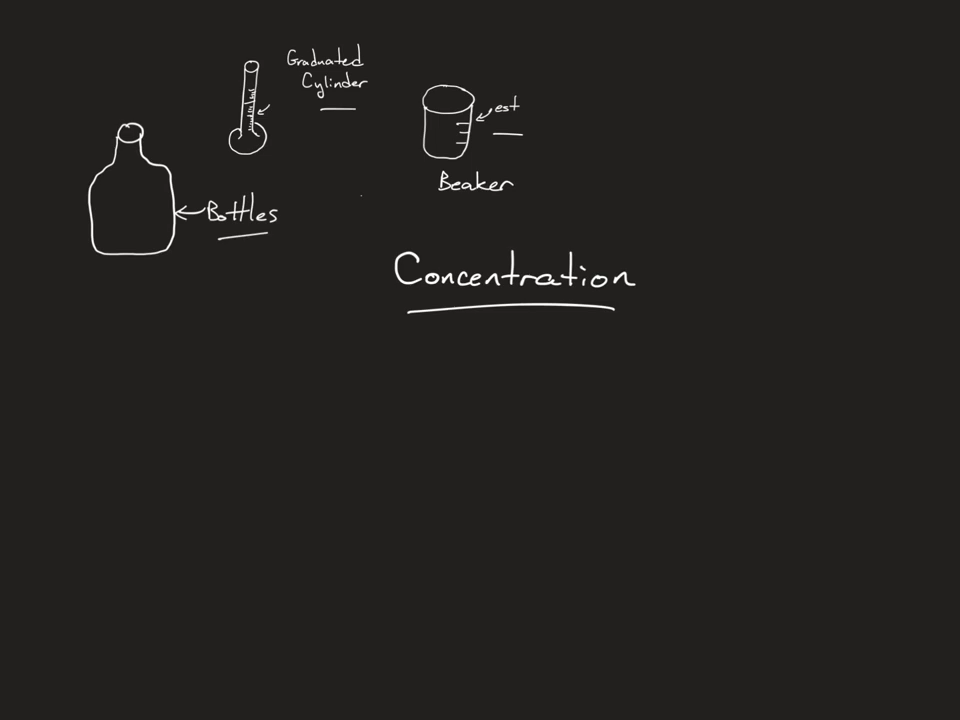 Graduated
Cylinder
est
Beaker
Bottles
Concentration